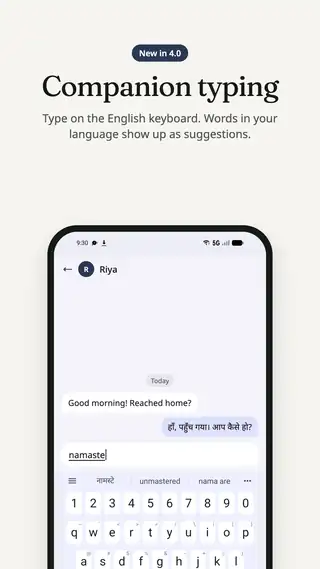 New in 4.0
Companion typing
Type on the English keyboard. Words in your
language show up as suggestions.
9:30 5G
← R Riya
Today
Good morning! Reached home?
हाँ, पहुँच गया। आप कैसे हो?
namaste
नामस्टे unmastered nama are
1 2 3 4 5 6 7 8 9 0
q w e r t y u i o p
a s d f g h j k l